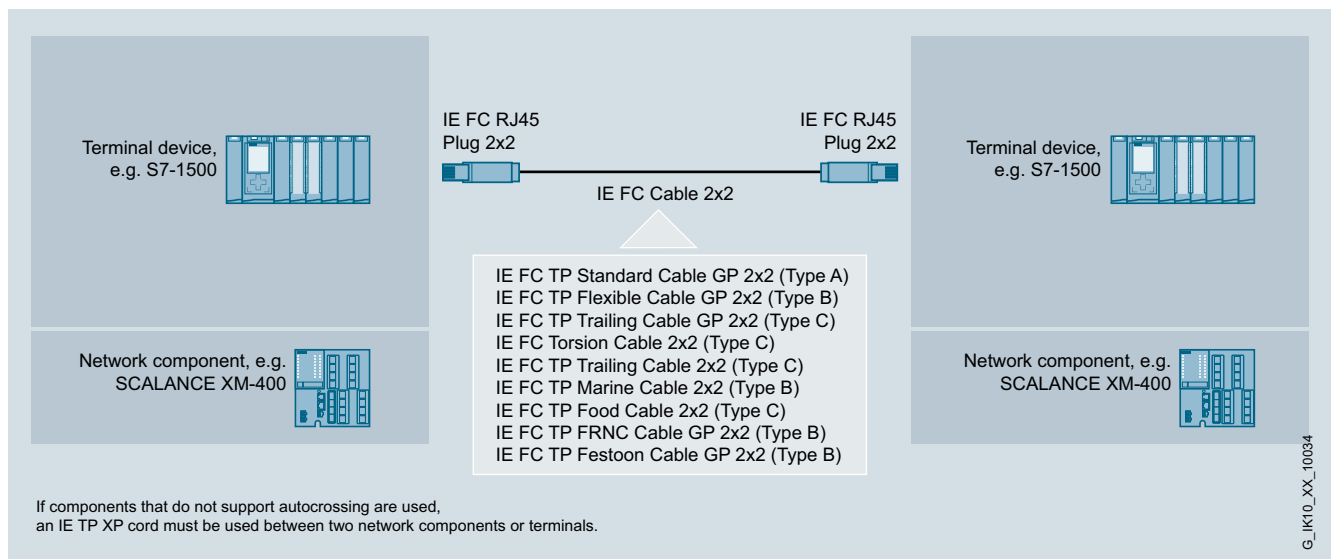 Terminal device,
e.g. S7-1500
Network component, e.g.
SCALANCE XM-400
IE FC RJ45
Plug 2x2
IE FC RJ45
Plug 2x2
IE FC Cable 2x2
IE FC TP Standard Cable GP 2x2 (Type A)
IE FC TP Flexible Cable GP 2x2 (Type B)
IE FC TP Trailing Cable GP 2x2 (Type C)
IE FC Torsion Cable 2x2 (Type C)
IE FC TP Trailing Cable 2x2 (Type C)
IE FC TP Marine Cable 2x2 (Type B)
IE FC TP Food Cable 2x2 (Type C)
IE FC TP FRNC Cable GP 2x2 (Type B)
IE FC TP Festoon Cable GP 2x2 (Type B)
Terminal device,
e.g. S7-1500
Network component, e.g.
SCALANCE XM-400
If components that do not support autocrossing are used,
an IE TP XP cord must be used between two network components or terminals.
G_IK10_XX_10034